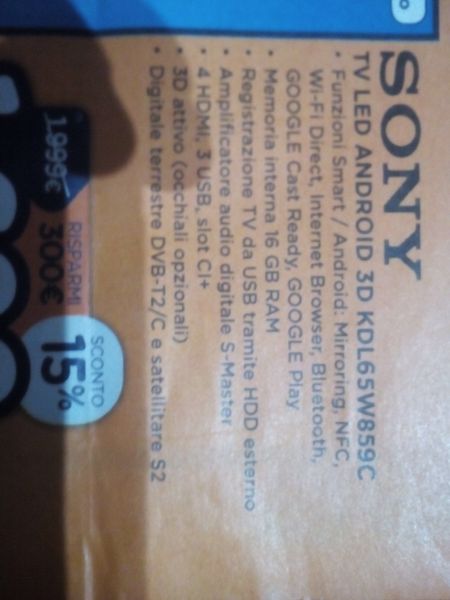 SONY
TV LED ANDROID 3D KDL65W859C
• Funzioni Smart / Android: Mirroring, NFC,
Wi-Fi Direct, Internet Browser, Bluetooth,
GOOGLE Cast Ready, GOOGLE Play
• Memoria interna 16 GB RAM
• Registrazione TV da USB tramite HDD esterno
• Amplificatore audio digitale S-Master
• 4 HDMI, 3 USB, slot CI+
• 3D attivo (occhiali opzionali)
• Digitale terrestre DVB-T2/C e satellitare S2
1.999€
RISPARMI
300€
SCONTO
15%